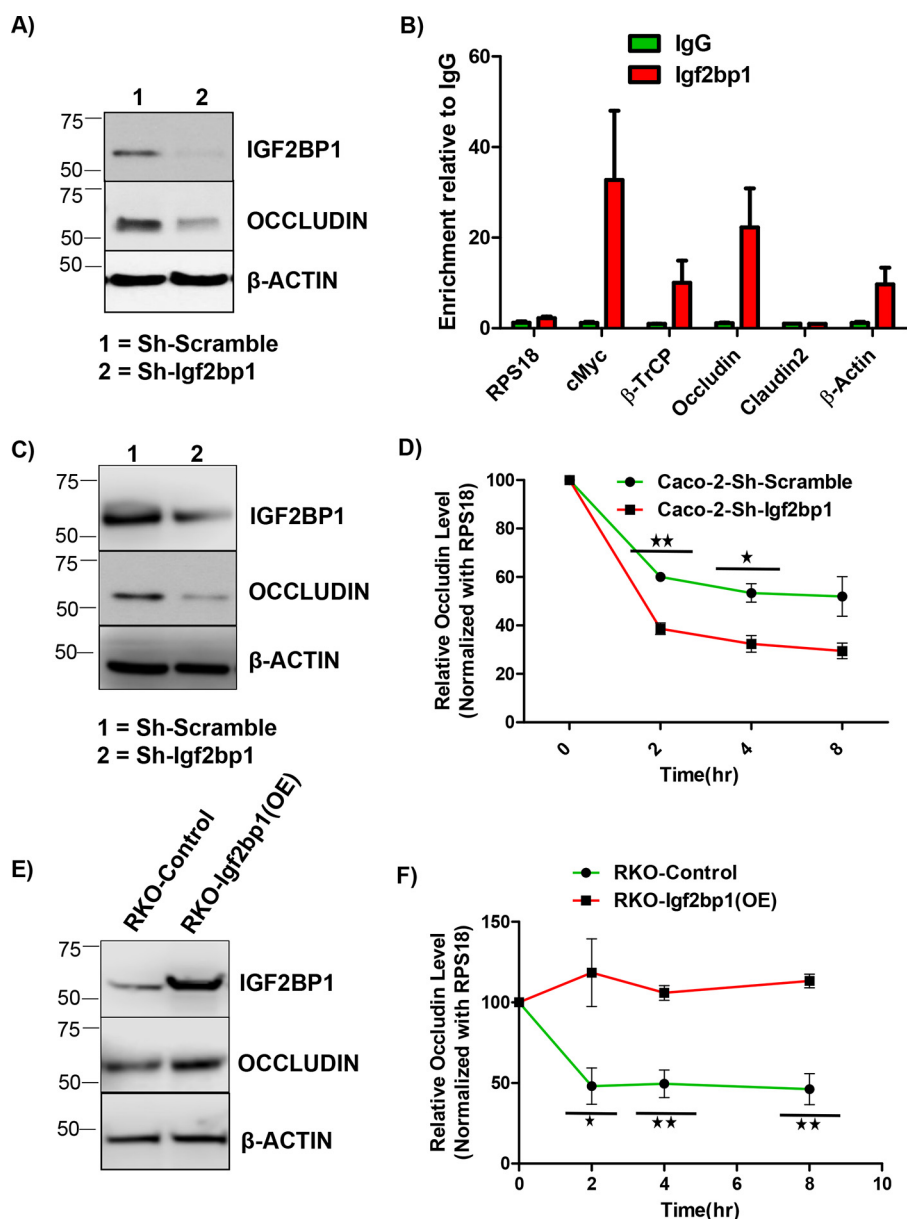 A)
1 2
75
50
IGF2BP1
75
50
OCCLUDIN
50
β-ACTIN
1 = Sh-Scramble
2 = Sh-Igf2bp1
B)
IgG
Igf2bp1
Enrichment relative to IgG
60
40
20
0
RPS18
cMyc
β-TrCP
Occludin
Claudin2
β-Actin
C)
1 2
75
50
IGF2BP1
75
50
OCCLUDIN
50
β-ACTIN
1 = Sh-Scramble
2 = Sh-Igf2bp1
D)
Caco-2-Sh-Scramble
Caco-2-Sh-Igf2bp1
Relative Occludin Level
(Normalized with RPS18)
100
80
60
40
20
0
★★
★
0 2 4 8
Time(hr)
E)
RKO-Control
RKO-Igf2bp1(OE)
75
50
IGF2BP1
75
50
OCCLUDIN
50
β-ACTIN
F)
RKO-Control
RKO-Igf2bp1(OE)
Relative Occludin Level
(Normalized with RPS18)
150
100
50
0
★ ★★ ★★
0 2 4 6 8 10
Time(hr)